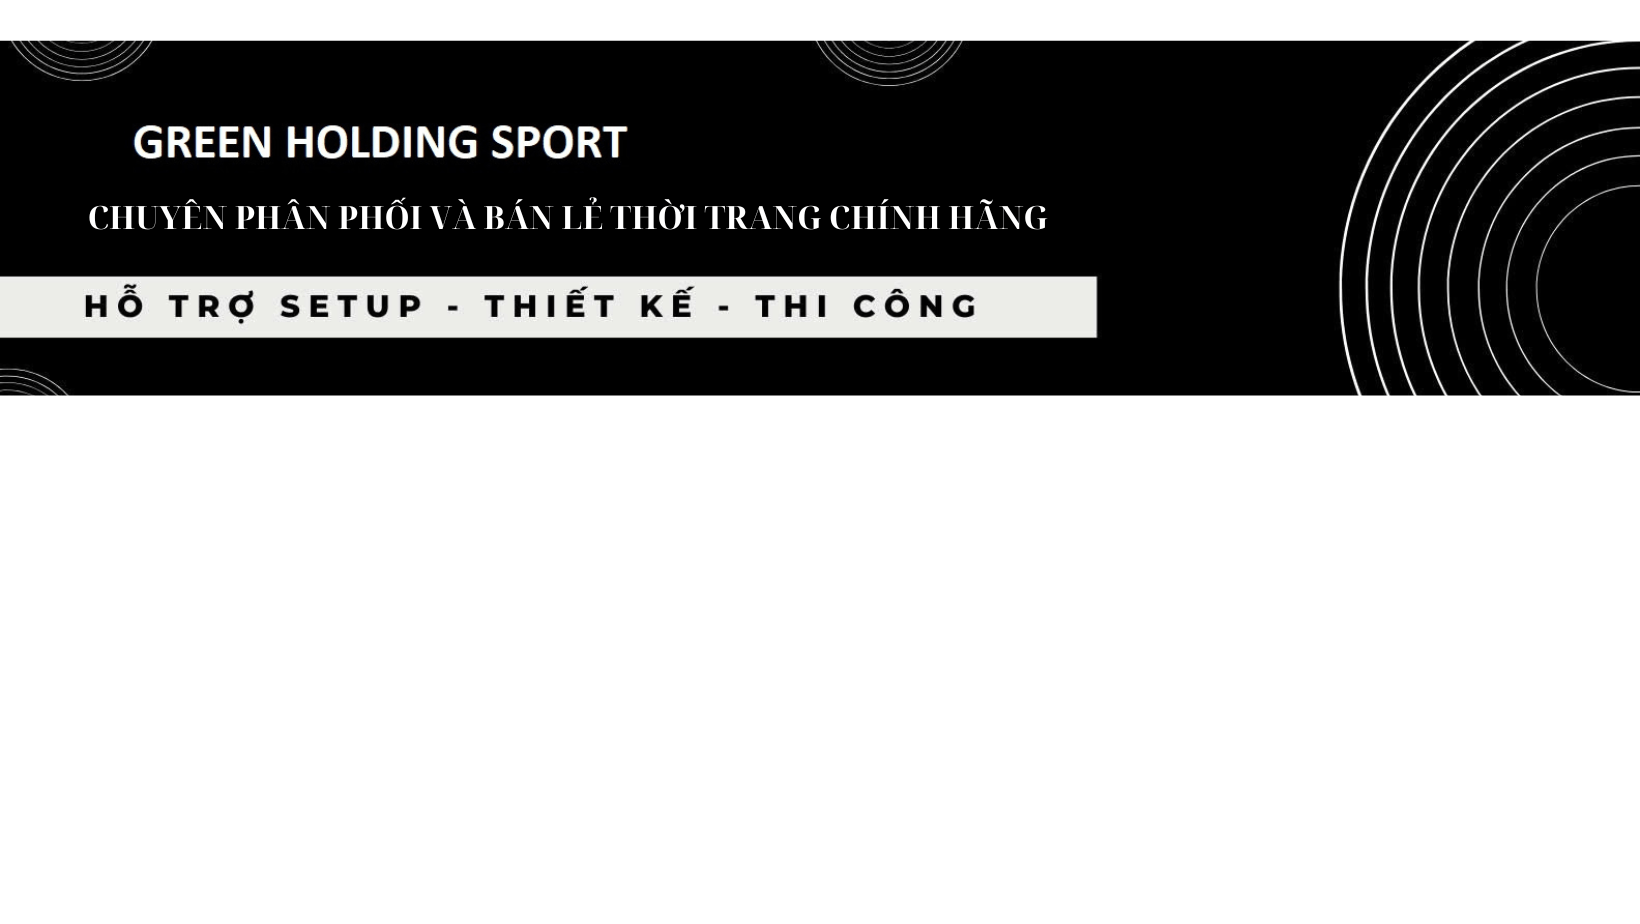 GREEN HOLDING SPORT
CHUYÊN PHÂN PHỐI VÀ BÁN LẺ THỜI TRANG CHÍNH HÃNG
HỖ TRỢ SETUP - THIẾT KẾ - THI CÔNG